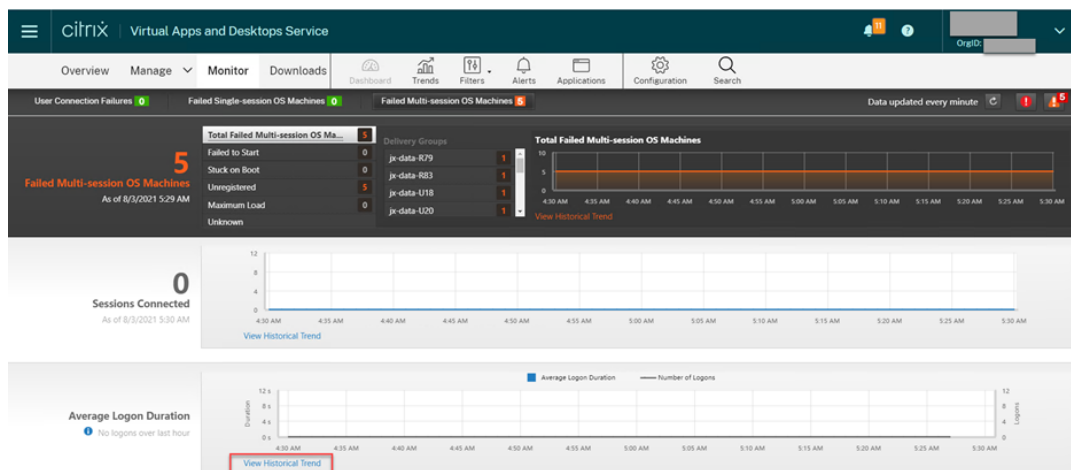 citrix | Virtual Apps and Desktops Service 11 ?
OrgID:
Overview Manage Monitor Downloads Dashboard Trends Filters Alerts Applications Configuration Search
User Connection Failures 0 Failed Single-session OS Machines 0 Failed Multi-session OS Machines 5 Data updated every minute ! 5
5
Failed Multi-session OS Machines
As of 8/3/2021 5:29 AM
Total Failed Multi-session OS Ma... 5
Failed to Start 0
Stuck on Boot 0
Unregistered 5
Maximum Load 0
Unknown
Delivery Groups
jx-data-R79 1
jx-data-R83 1
jx-data-U18 1
jx-data-U20 1
Total Failed Multi-session OS Machines
10
5
0
4:30 AM 4:35 AM 4:40 AM 4:45 AM 4:50 AM 4:55 AM 5:00 AM 5:05 AM 5:10 AM 5:15 AM 5:20 AM 5:25 AM 5:30 AM
View Historical Trend
0
Sessions Connected
As of 8/3/2021 5:30 AM
12
8
4
0
4:30 AM 4:35 AM 4:40 AM 4:45 AM 4:50 AM 4:55 AM 5:00 AM 5:05 AM 5:10 AM 5:15 AM 5:20 AM 5:25 AM 5:30 AM
View Historical Trend
Average Logon Duration
No logons over last hour
Average Logon Duration Number of Logons
Duration
12 s
8 s
4 s
0 s
12
8
4
0
Logons
4:30 AM 4:35 AM 4:40 AM 4:45 AM 4:50 AM 4:55 AM 5:00 AM 5:05 AM 5:10 AM 5:15 AM 5:20 AM 5:25 AM 5:30 AM
View Historical Trend